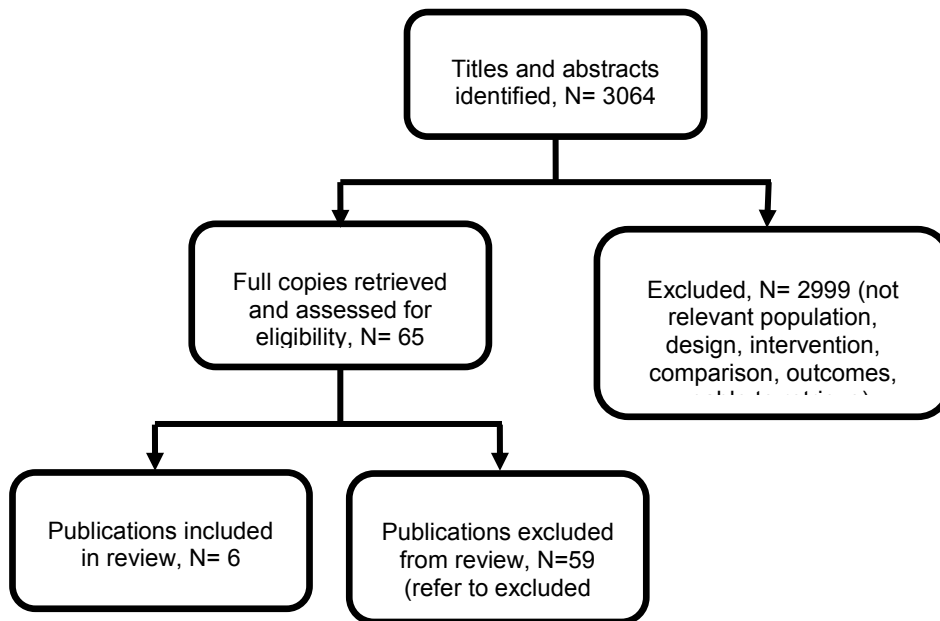 Titles and abstracts
identified, N= 3064
Full copies retrieved
and assessed for
eligibility, N= 65
Excluded, N= 2999 (not
relevant population,
design, intervention,
comparison, outcomes,
Publications included
in review, N= 6
Publications excluded
from review, N=59
(refer to excluded